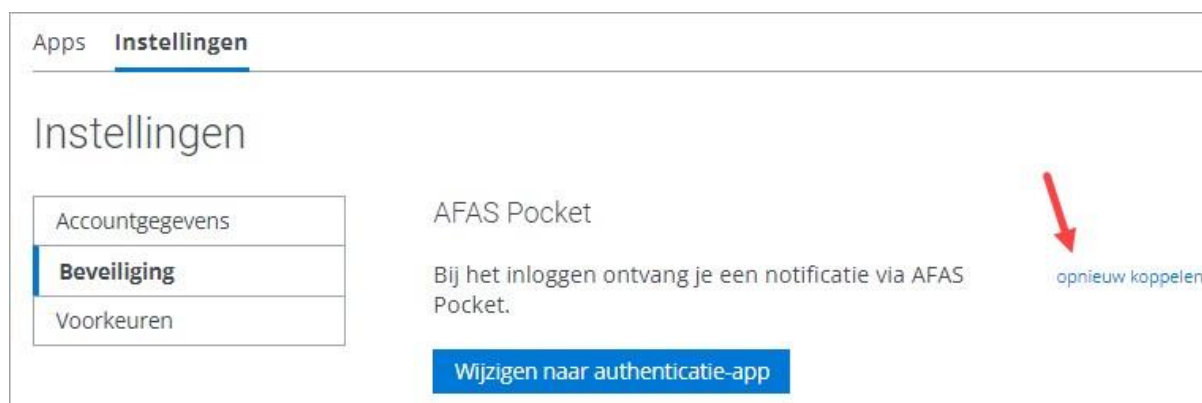 Apps Instellingen
Instellingen
Accountgegevens
Beveiliging
Voorkeuren
AFAS Pocket
Bij het inloggen ontvang je een notificatie via AFAS
Pocket.
opnieuw koppelen
Wijzigen naar authenticatie-app